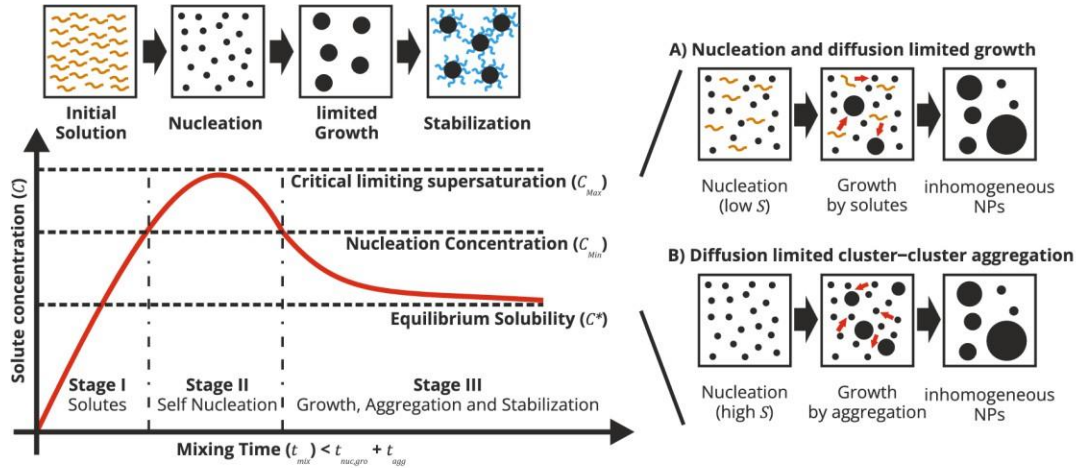 Initial
Solution
Nucleation
limited
Growth
Stabilization
Solute concentration (C)
Critical limiting supersaturation (C_Max)
Nucleation Concentration (C_Min)
Equilibrium Solubility (C*)
Stage I
Solutes
Stage II
Self Nucleation
Stage III
Growth, Aggregation and Stabilization
Mixing Time (t_mix) < t_nuc,gro + t_agg
A) Nucleation and diffusion limited growth
Nucleation
(low S)
Growth
by solutes
inhomogeneous
NPs
B) Diffusion limited cluster–cluster aggregation
Nucleation
(high S)
Growth
by aggregation
inhomogeneous
NPs